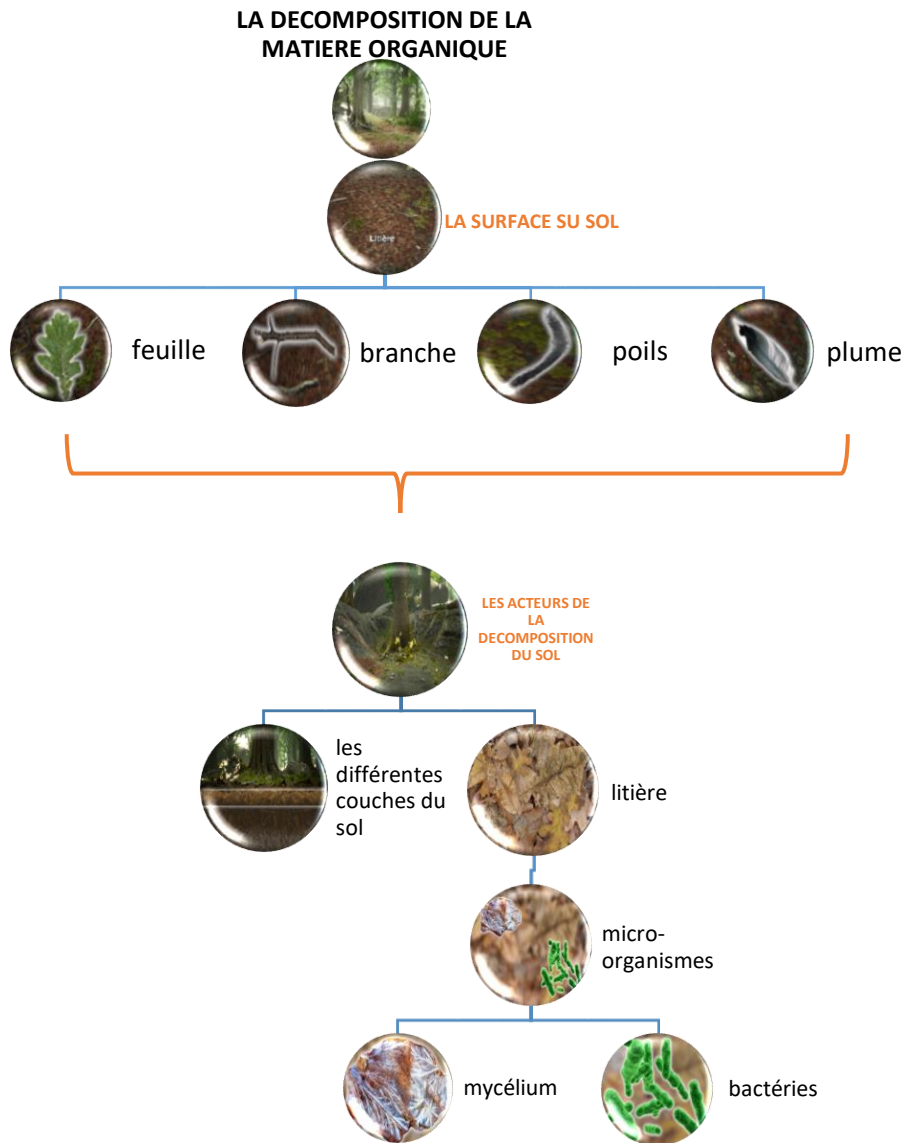 LA DECOMPOSITION DE LA
MATIERE ORGANIQUE
Litière
LA SURFACE SU SOL
feuille
branche
poils
plume
LES ACTEURS DE
LA
DECOMPOSITION
DU SOL
les
différentes
couches du
sol
litière
micro-
organismes
mycélium
bactéries